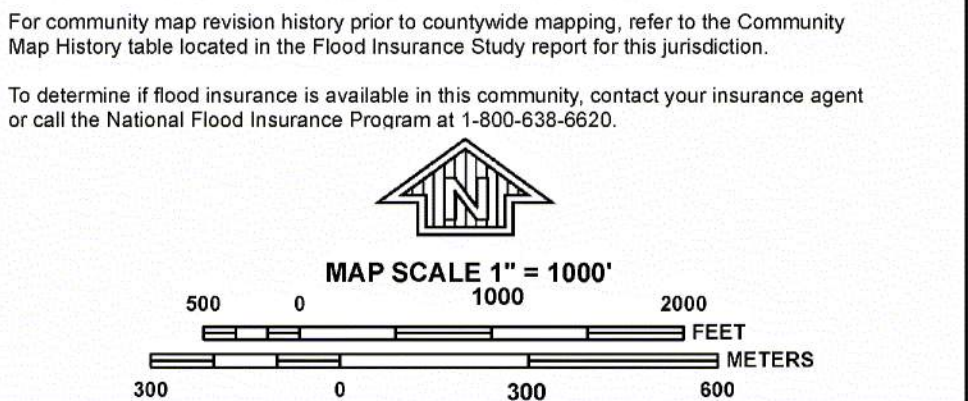 For community map revision history prior to countywide mapping, refer to the Community
Map History table located in the Flood Insurance Study report for this jurisdiction.
To determine if flood insurance is available in this community, contact your insurance agent
or call the National Flood Insurance Program at 1-800-638-6620.
N
MAP SCALE 1" = 1000'
500 0 1000 2000
FEET
METERS
300 0 300 600